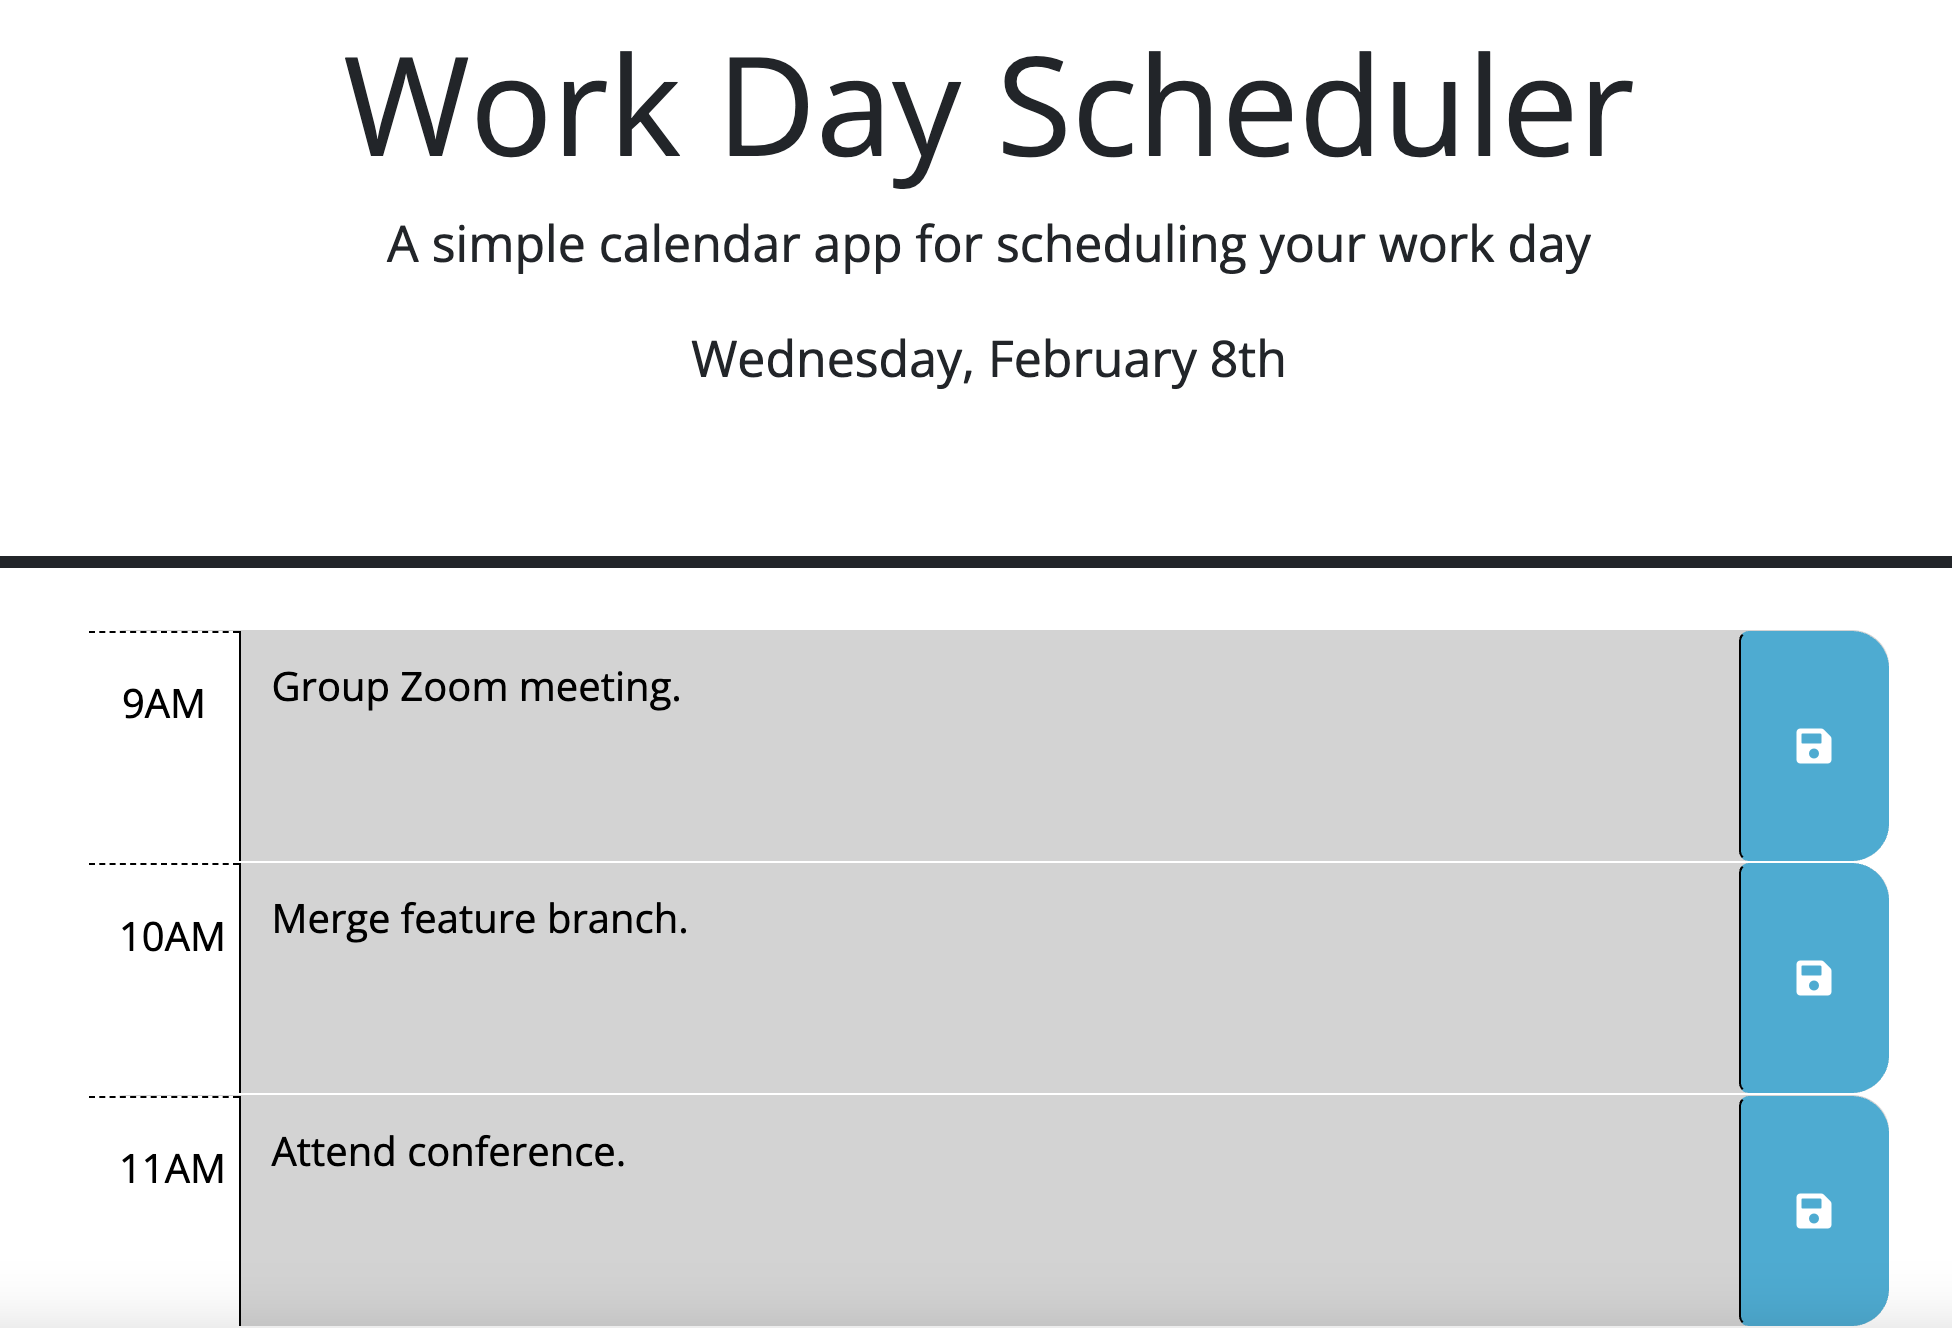 Work Day Scheduler
A simple calendar app for scheduling your work day
Wednesday, February 8th
9AM
Group Zoom meeting.
10AM
Merge feature branch.
11AM
Attend conference.